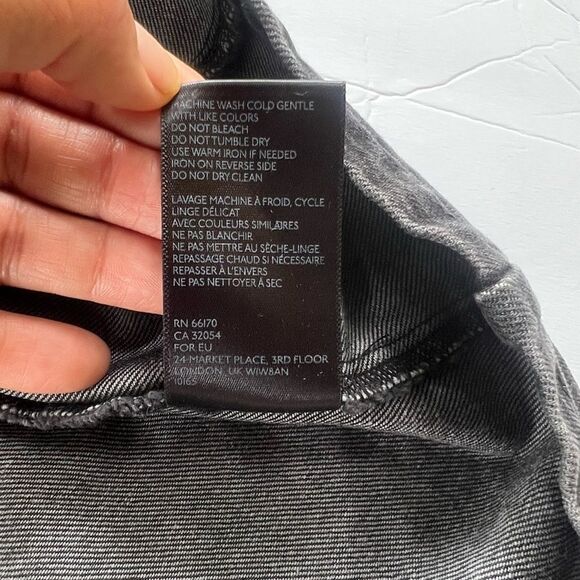 MACHINE WASH COLD GENTLE
WITH LIKE COLORS
DO NOT BLEACH
DO NOT TUMBLE DRY
USE WARM IRON IF NEEDED
IRON ON REVERSE SIDE
DO NOT DRY CLEAN
LAVAGE MACHINE À FROID, CYCLE
LINGE DÉLICAT
AVEC COULEURS SIMILAIRES
NE PAS BLANCHIR
NE PAS METTRE AU SÈCHE-LINGE
REPASSAGE CHAUD SI NÉCESSAIRE
REPASSER À L'ENVERS
NE PAS NETTOYER À SEC
RN 66170
CA 32054
FOR EU
24 MARKET PLACE, 3RD FLOOR
LONDON, UK W1W8AN
10165